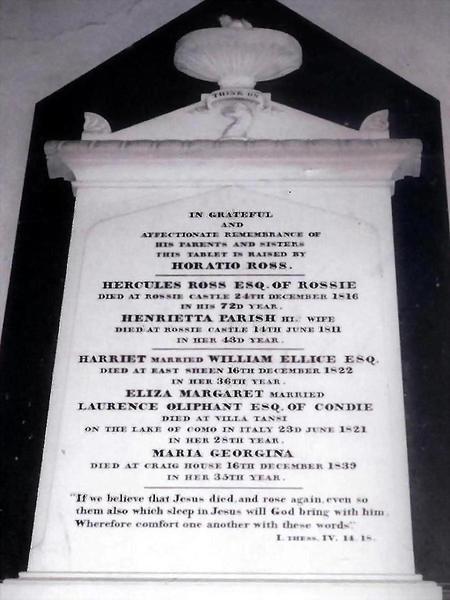 THINK ON
IN GRATEFUL
AND
AFFECTIONATE REMEMBRANCE OF
HIS PARENTS AND SISTERS
THIS TABLET IS RAISED BY
HORATIO ROSS.
HERCULES ROSS ESQ. OF ROSSIE
DIED AT ROSSIE CASTLE 24TH DECEMBER 1816
IN HIS 72D YEAR.
HENRIETTA PARISH HIS WIFE
DIED AT ROSSIE CASTLE 14TH JUNE 1811
IN HER 43D YEAR.
HARRIET MARRIED WILLIAM ELLICE ESQ.
DIED AT EAST SHEEN 16TH DECEMBER 1822
IN HER 36TH YEAR.
ELIZA MARGARET MARRIED
LAURENCE OLIPHANT ESQ. OF CONDIE
DIED AT VILLA TANSI
ON THE LAKE OF COMO IN ITALY 23D JUNE 1821
IN HER 28TH YEAR.
MARIA GEORGINA
DIED AT CRAIG HOUSE 16TH DECEMBER 1839
IN HER 35TH YEAR.
"If we believe that Jesus died, and rose again, even so
them also which sleep in Jesus will God bring with him.
Wherefore comfort one another with these words."
I. THESS. IV. 14. 18.